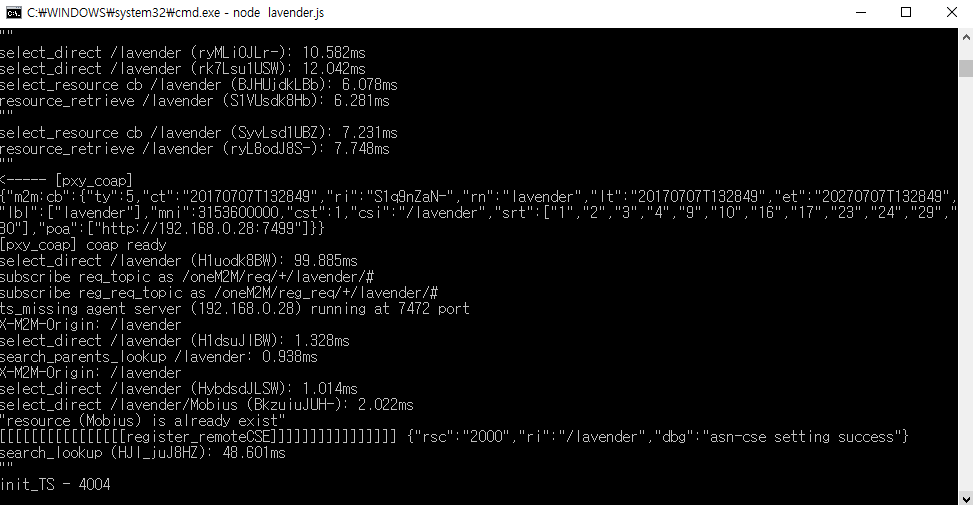 C:₩WINDOWS₩system32₩cmd.exe - node lavender.js
""
select_direct /lavender (ryMLi0JLr-): 10.582ms
select_direct /lavender (rk7Lsu1USW): 12.042ms
select_resource cb /lavender (BJHUjdkLBb): 6.078ms
resource_retrieve /lavender (S1VUsdk8Hb): 6.281ms
""
select_resource cb /lavender (SyvLsd1UBZ): 7.231ms
resource_retrieve /lavender (ryL8odJ8S-): 7.748ms
""
<----- [pxy_coap]
{"m2m:cb":{"ty":5,"ct":"20170707T132849","ri":"S1q9nZaN-","rn":"lavender","lt":"20170707T132849","et":"20270707T132849",
"lbl":["lavender"],"mni":3153600000,"cst":1,"csi":"/lavender","srt":["1","2","3","4","9","10","16","17","23","24","29","
30"],"poa":["http://192.168.0.28:7499"]}}
[pxy_coap] coap ready
select_direct /lavender (H1uodk8BW): 99.885ms
subscribe req_topic as /oneM2M/req/+/lavender/#
subscribe reg_req_topic as /oneM2M/reg_req/+/lavender/#
ts_missing agent server (192.168.0.28) running at 7472 port
X-M2M-Origin: /lavender
select_direct /lavender (H1dsuJIBW): 1.328ms
search_parents_lookup /lavender: 0.938ms
X-M2M-Origin: /lavender
select_direct /lavender (HybdsdJLSW): 1.014ms
select_direct /lavender/Mobius (BkzuiuJUH-): 2.022ms
"resource (Mobius) is already exist"
[[[[[[[[[[[[[[[[register_remoteCSE]]]]]]]]]]]]]]]] {"rsc":"2000","ri":"/lavender","dbg":"asn-cse setting success"}
search_lookup (HJl_juJ8HZ): 48.601ms
""
init_TS - 4004